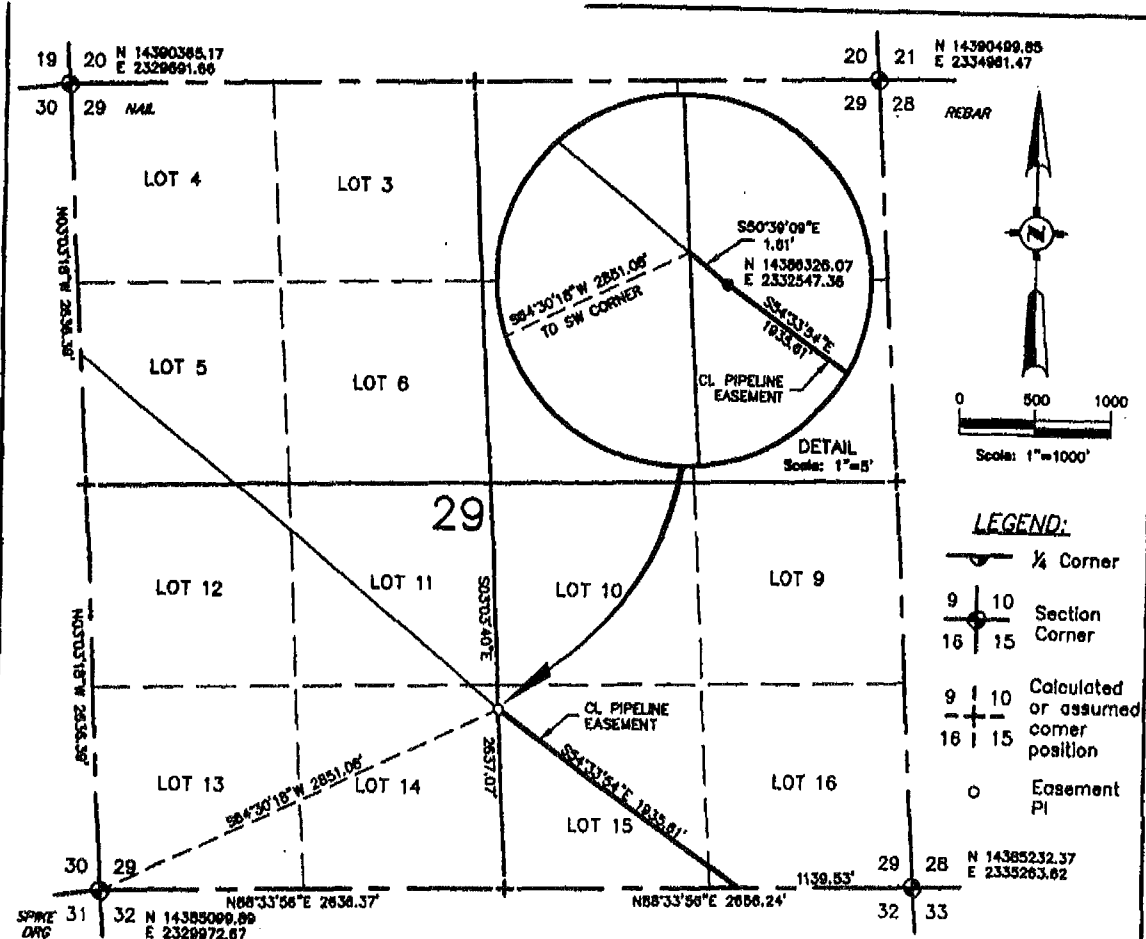 19 20 N 14390365.17
E 2329691.66
30 29 NAIL
20 21 N 14390499.85
E 2334961.47
29 28 REBAR
LOT 4
LOT 3
N03°03'18"W 2636.39'
S50°39'09"E
1.61'
N 14386326.07
E 2332547.36
S64°30'18"W 2851.06'
TO SW CORNER
S54°33'54"E
1935.61'
CL PIPELINE
EASEMENT
DETAIL
Scale: 1"=5'
N
0 500 1000
Scale: 1"=1000'
LOT 5
LOT 6
29
LEGEND:
1/4 Corner
9 10
16 15
Section
Corner
9 10
16 15
Calculated
or assumed
corner
position
Easement
PI
LOT 12
LOT 11
LOT 10
LOT 9
N03°03'18"W 2636.39'
S03°03'40"E
2637.07'
CL PIPELINE
EASEMENT
S54°33'54"E 1935.61'
LOT 13
S64°30'18"W 2851.06'
LOT 14
LOT 15
LOT 16
30 29
31 32
SPIKE
DRG
N 14385099.89
E 2329972.67
N88°33'56"E 2636.37'
N88°33'56"E 2656.24'
1139.53'
29 28
32 33
N 14385232.37
E 2335263.62